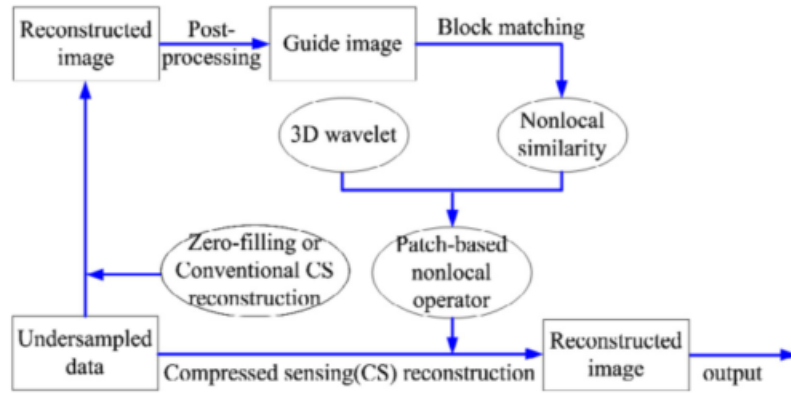 Reconstructed
image
Post-
processing
Guide image
Block matching
3D wavelet
Nonlocal
similarity
Zero-filling or
Conventional CS
reconstruction
Patch-based
nonlocal
operator
Undersampled
data
Compressed sensing(CS) reconstruction
Reconstructed
image
output